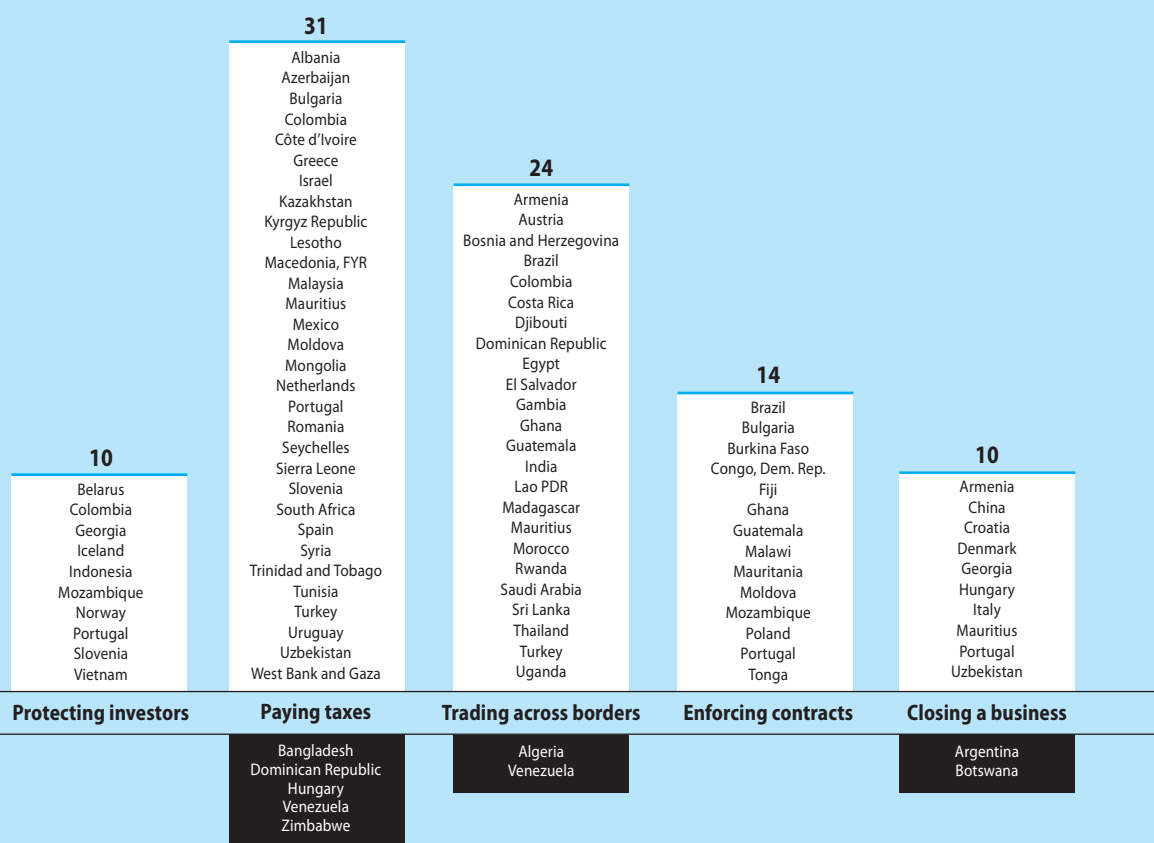 10
Belarus
Colombia
Georgia
Iceland
Indonesia
Mozambique
Norway
Portugal
Slovenia
Vietnam
Protecting investors
31
Albania
Azerbaijan
Bulgaria
Colombia
Côte d'Ivoire
Greece
Israel
Kazakhstan
Kyrgyz Republic
Lesotho
Macedonia, FYR
Malaysia
Mauritius
Mexico
Moldova
Mongolia
Netherlands
Portugal
Romania
Seychelles
Sierra Leone
Slovenia
South Africa
Spain
Syria
Trinidad and Tobago
Tunisia
Turkey
Uruguay
Uzbekistan
West Bank and Gaza
Paying taxes
Bangladesh
Dominican Republic
Hungary
Venezuela
Zimbabwe
24
Armenia
Austria
Bosnia and Herzegovina
Brazil
Colombia
Costa Rica
Djibouti
Dominican Republic
Egypt
El Salvador
Gambia
Ghana
Guatemala
India
Lao PDR
Madagascar
Mauritius
Morocco
Rwanda
Saudi Arabia
Sri Lanka
Thailand
Turkey
Uganda
Trading across borders
Algeria
Venezuela
14
Brazil
Bulgaria
Burkina Faso
Congo, Dem. Rep.
Fiji
Ghana
Guatemala
Malawi
Mauritania
Moldova
Mozambique
Poland
Portugal
Tonga
Enforcing contracts
10
Armenia
China
Croatia
Denmark
Georgia
Hungary
Italy
Mauritius
Portugal
Uzbekistan
Closing a business
Argentina
Botswana